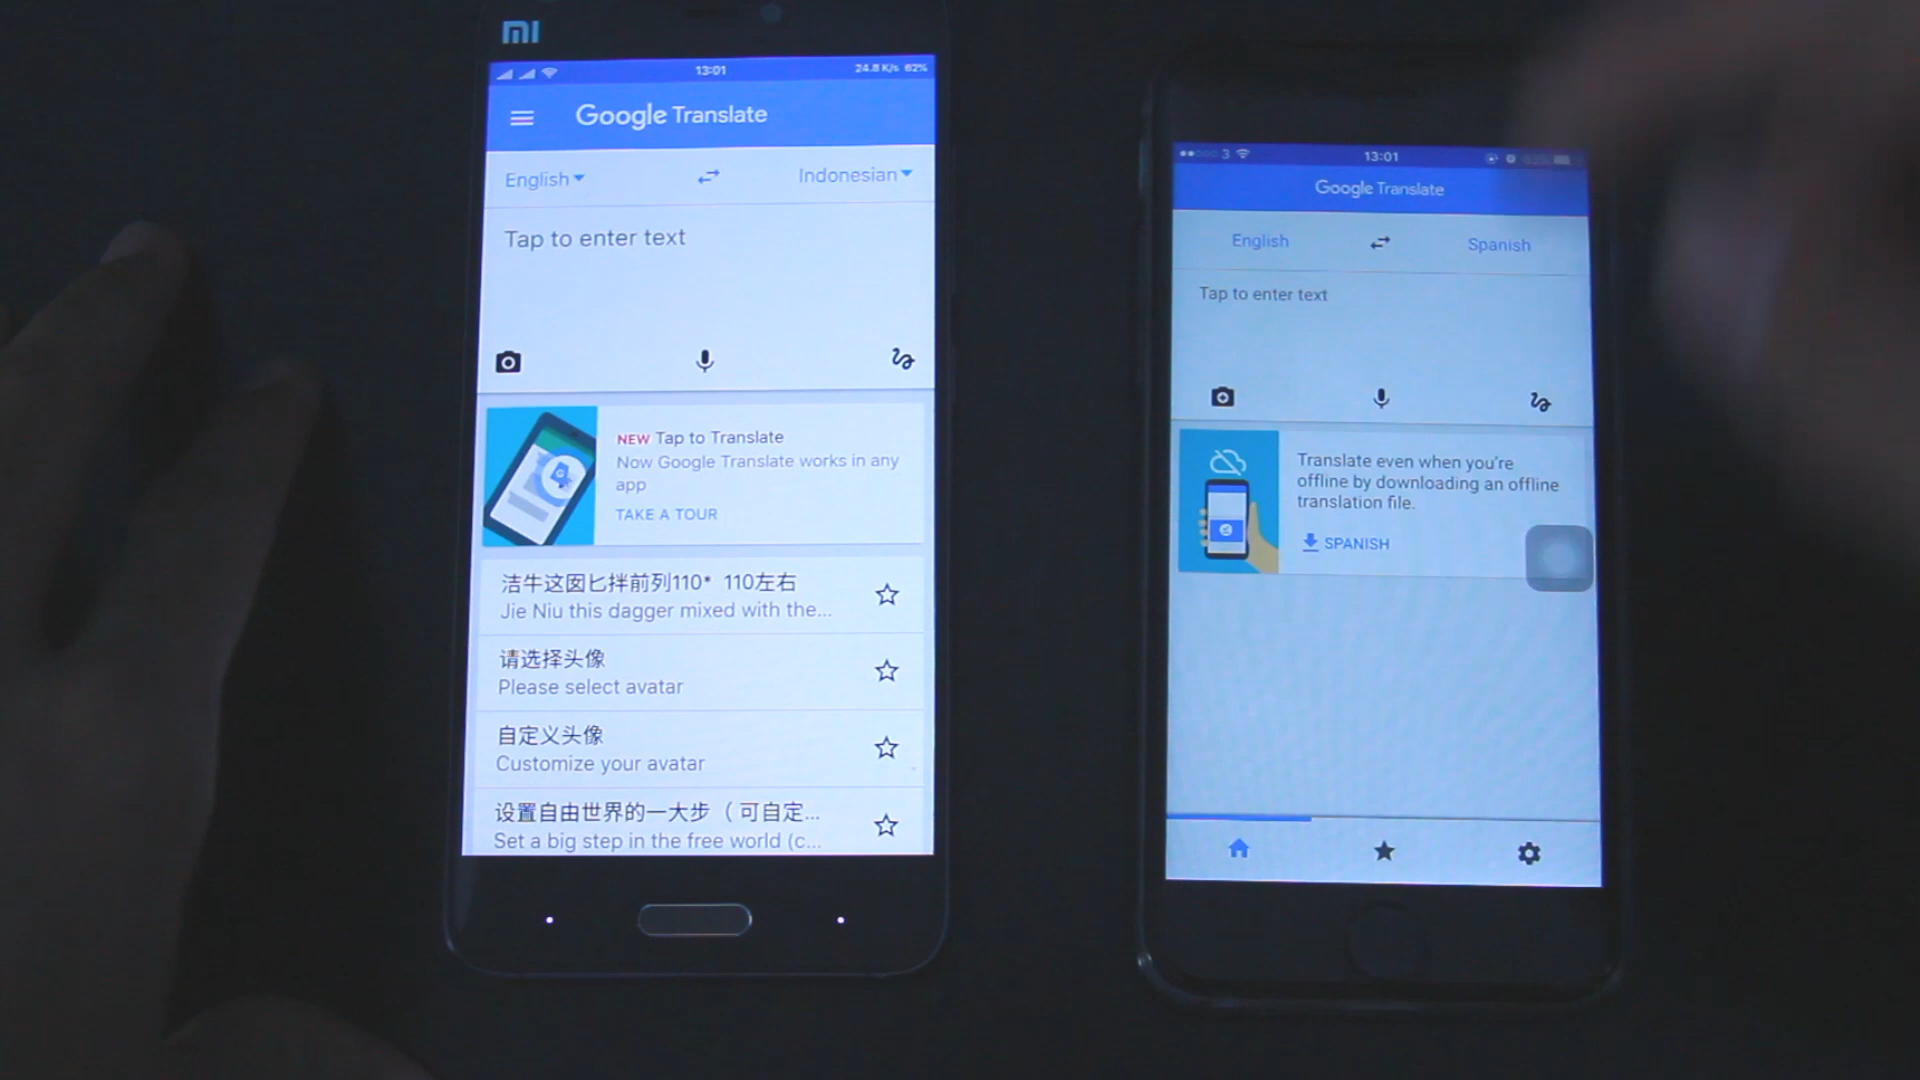 mi
13:01
24.8 K/s 62%
Google Translate
English
Indonesian
Tap to enter text
NEW Tap to Translate
Now Google Translate works in any
app
TAKE A TOUR
洁牛这囡匕拌前列110* 110左右
Jie Niu this dagger mixed with the...
请选择头像
Please select avatar
自定义头像
Customize your avatar
设置自由世界的一大步（可自定...
Set a big step in the free world (c...
3
13:01
Google Translate
English
Spanish
Tap to enter text
Translate even when you're
offline by downloading an offline
translation file.
SPANISH